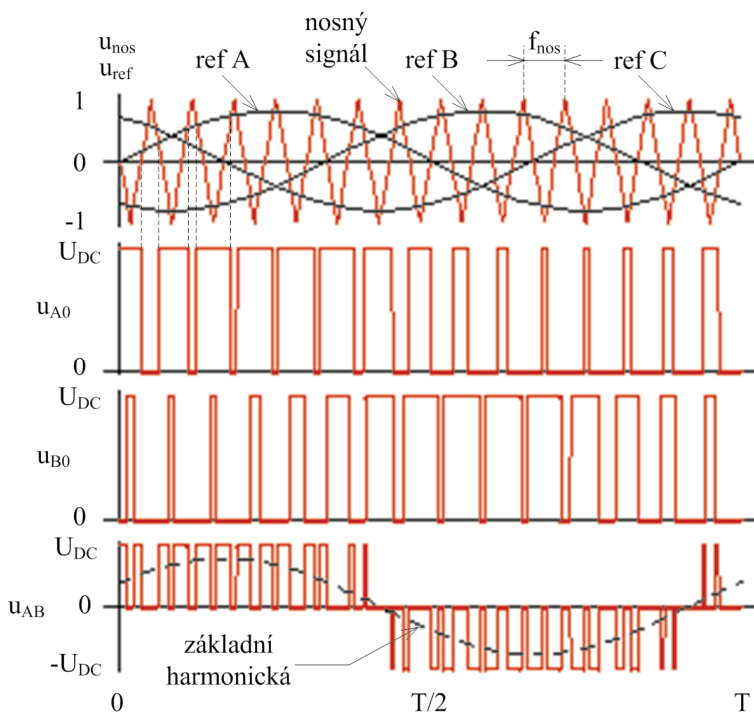 u_nos
u_ref
ref A
nosný
signál
ref B
f_nos
ref C
1
0
-1
U_DC
u_A0
0
U_DC
u_B0
0
U_DC
u_AB
0
-U_DC
základní
harmonická
0
T/2
T